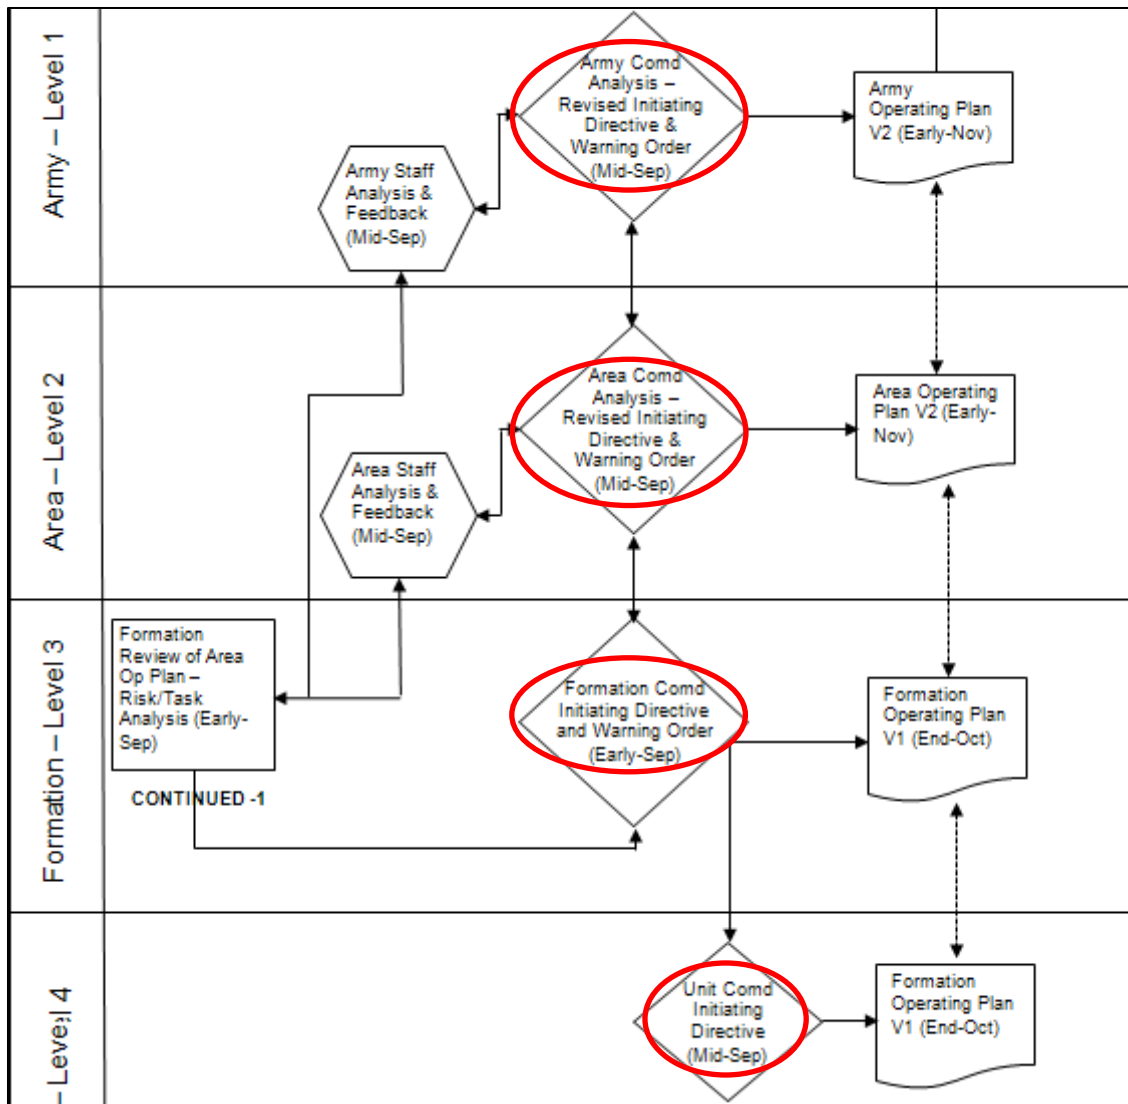 Army – Level 1
Army Comd
Analysis –
Revised Initiating
Directive &
Warning Order
(Mid-Sep)
Army
Operating Plan
V2 (Early-Nov)
Army Staff
Analysis &
Feedback
(Mid-Sep)
Area – Level 2
Area Comd
Analysis –
Revised Initiating
Directive &
Warning Order
(Mid-Sep)
Area Operating
Plan V2 (Early-
Nov)
Area Staff
Analysis &
Feedback
(Mid-Sep)
Formation – Level 3
Formation
Review of Area
Op Plan –
Risk/Task
Analysis (Early-
Sep)
CONTINUED -1
Formation Comd
Initiating Directive
and Warning Order
(Early-Sep)
Formation
Operating Plan
V1 (End-Oct)
– Level 4
Unit Comd
Initiating
Directive
(Mid-Sep)
Formation
Operating Plan
V1 (End-Oct)